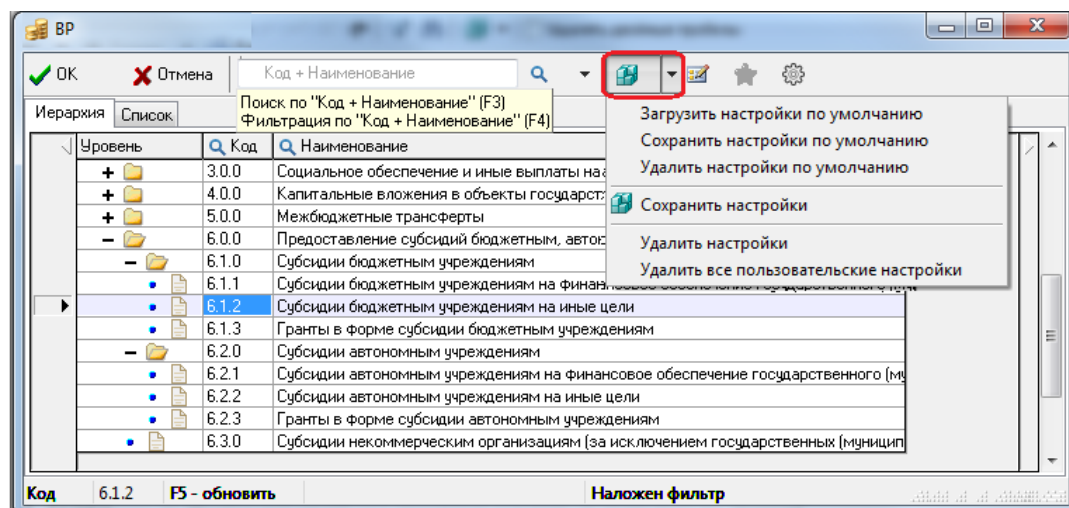 ВР
ОК
Отмена
Код + Наименование
Поиск по "Код + Наименование" (F3)
Фильтрация по "Код + Наименование" (F4)
Загрузить настройки по умолчанию
Сохранить настройки по умолчанию
Удалить настройки по умолчанию
Сохранить настройки
Удалить настройки
Удалить все пользовательские настройки
Иерархия Список
Уровень Код Наименование
3.0.0 Социальное обеспечение и иные выплаты
4.0.0 Капитальные вложения в объекты государст
5.0.0 Межбюджетные трансферты
6.0.0 Предоставление субсидий бюджетным, авто
6.1.0 Субсидии бюджетным учреждениям
6.1.1 Субсидии бюджетным учреждениям на финансовое обеспечение государственного
6.1.2 Субсидии бюджетным учреждениям на иные цели
6.1.3 Гранты в форме субсидии бюджетным учреждениям
6.2.0 Субсидии автономным учреждениям
6.2.1 Субсидии автономным учреждениям на финансовое обеспечение государственного (му
6.2.2 Субсидии автономным учреждениям на иные цели
6.2.3 Гранты в форме субсидии автономным учреждениям
6.3.0 Субсидии некоммерческим организациям (за исключением государственных (муницип
Код 6.1.2 F5 - обновить Наложен фильтр